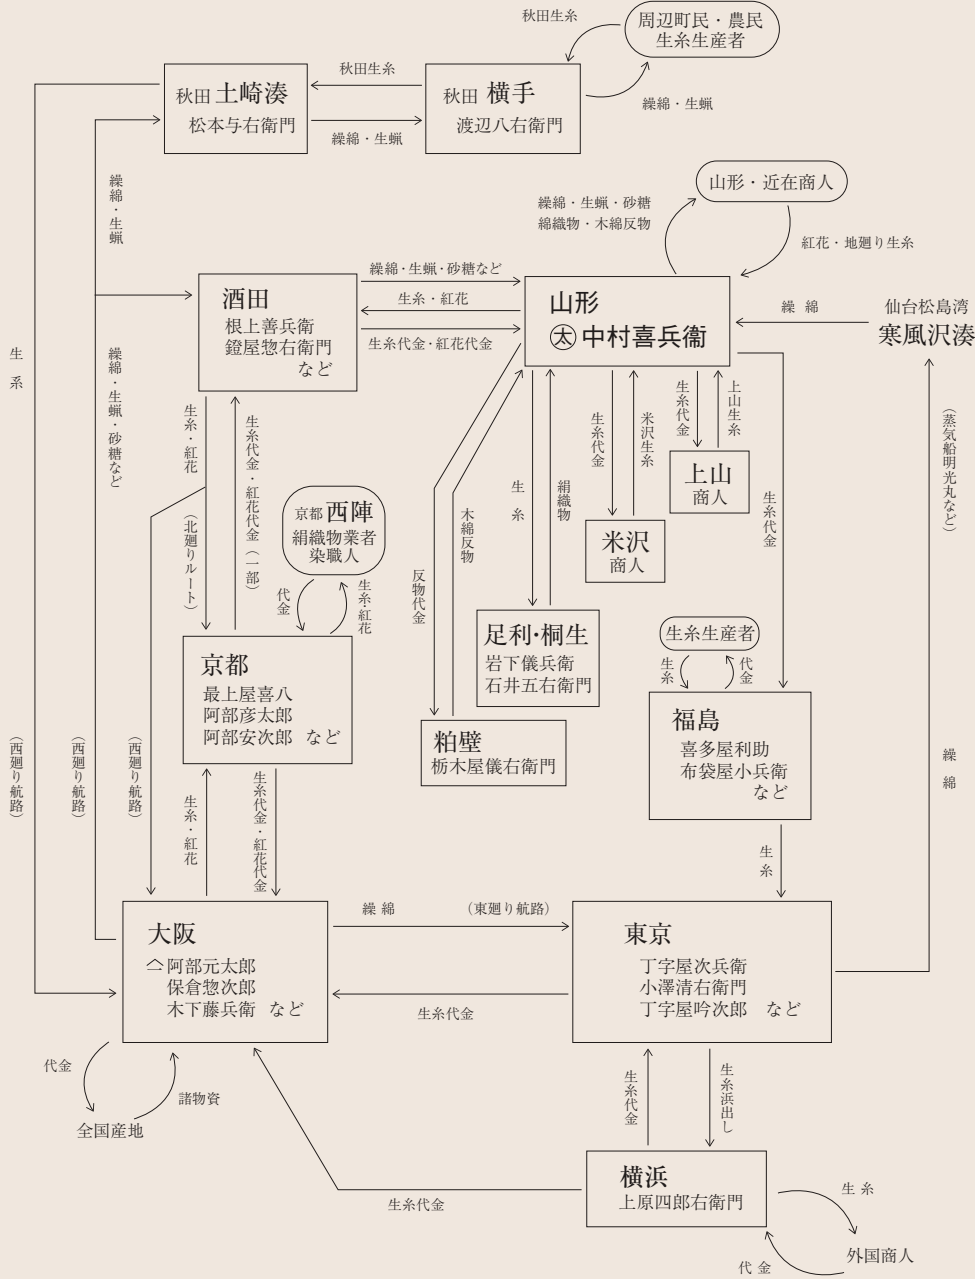 秋田生糸
周辺町民・農民
生糸生産者
秋田 土崎湊
松本与右衛門
秋田生糸
繰綿・生蝋
秋田 横手
渡辺八右衛門
繰綿・生蝋
繰綿・生蝋
山形・近在商人
繰綿・生蝋・砂糖
綿織物・木綿反物
紅花・地廻り生糸
酒田
根上善兵衛
鐙屋惣右衛門
など
繰綿・生蝋・砂糖など
生糸・紅花
生糸代金・紅花代金
山形
太 中村喜兵衞
繰 綿
仙台松島湾
寒風沢湊
生 系
繰綿・生蝋・砂糖など
生糸・紅花
(北廻りルート)
生糸代金・紅花代金(一部)
京都 西陣
絹織物業者
染職人
代金
生糸・紅花
反物代金
木綿反物
生 糸
絹織物
生糸代金
米沢生糸
生糸代金
上山生糸
上山
商人
米沢
商人
生糸代金
(蒸気船明光丸など)
足利・桐生
岩下儀兵衛
石井五右衛門
粕壁
栃木屋儀右衛門
生糸生産者
生糸
代金
福島
喜多屋利助
布袋屋小兵衛
など
京都
最上屋喜八
阿部彦太郎
阿部安次郎 など
(西廻り航路)
(西廻り航路)
(西廻り航路)
生糸・紅花
生糸代金・紅花代金
生 糸
繰 綿
大阪
阿部元太郎
保倉惣次郎
木下藤兵衛 など
繰 綿 (東廻り航路)
生糸代金
東京
丁字屋次兵衛
小澤清右衛門
丁字屋吟次郎 など
代金
諸物資
全国産地
生糸代金
生糸浜出し
生糸代金
横浜
上原四郎右衛門
生 糸
外国商人
代 金